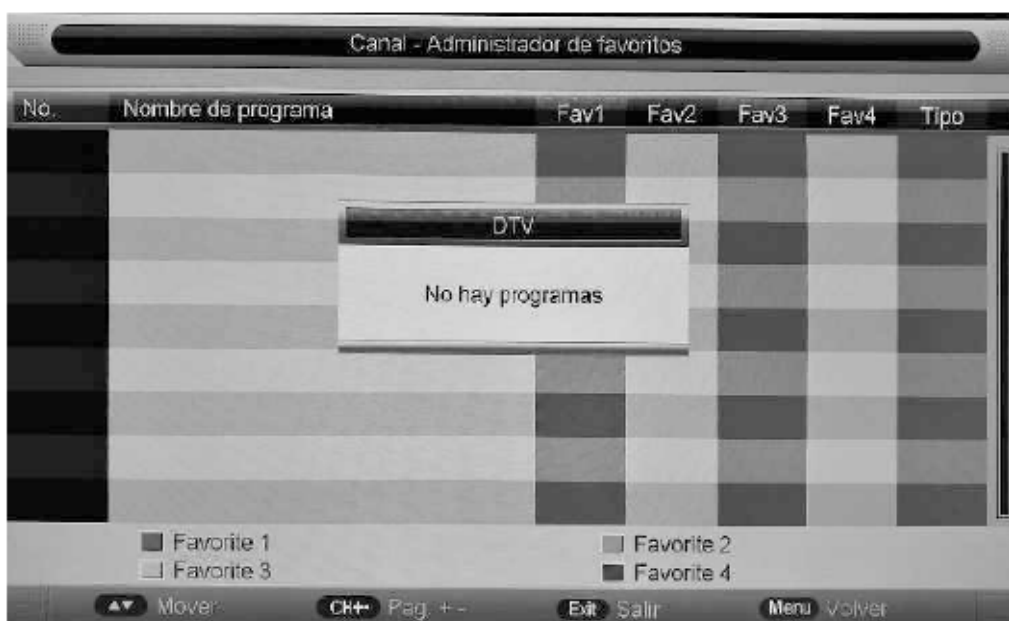 Canal - Administrador de favoritos
No. Nombre de programa Fav1 Fav2 Fav3 Fav4 Tipo
DTV
No hay programas
Favorite 1 Favorite 2
Favorite 3 Favorite 4
▲▼ Mover CH+- Pag. + - Exit Salir Menu Volver